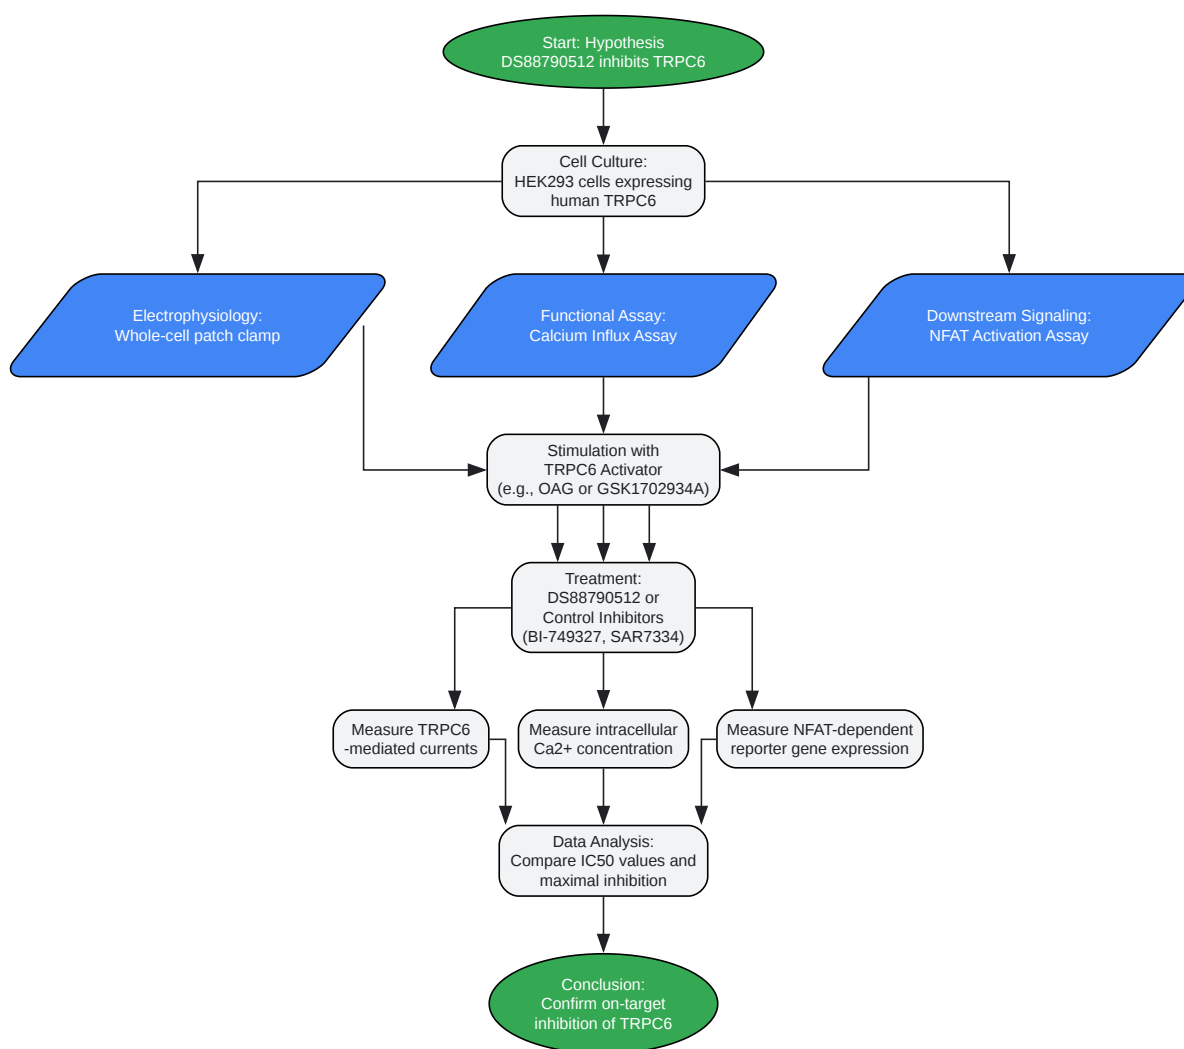 Start: Hypothesis
DS88790512 inhibits TRPC6
Cell Culture:
HEK293 cells expressing
human TRPC6
Electrophysiology:
Whole-cell patch clamp
Functional Assay:
Calcium Influx Assay
Downstream Signaling:
NFAT Activation Assay
Stimulation with
TRPC6 Activator
(e.g., OAG or GSK1702934A)
Treatment:
DS88790512 or
Control Inhibitors
(BI-749327, SAR7334)
Measure TRPC6
-mediated currents
Measure intracellular
Ca2+ concentration
Measure NFAT-dependent
reporter gene expression
Data Analysis:
Compare IC50 values and
maximal inhibition
Conclusion:
Confirm on-target
inhibition of TRPC6